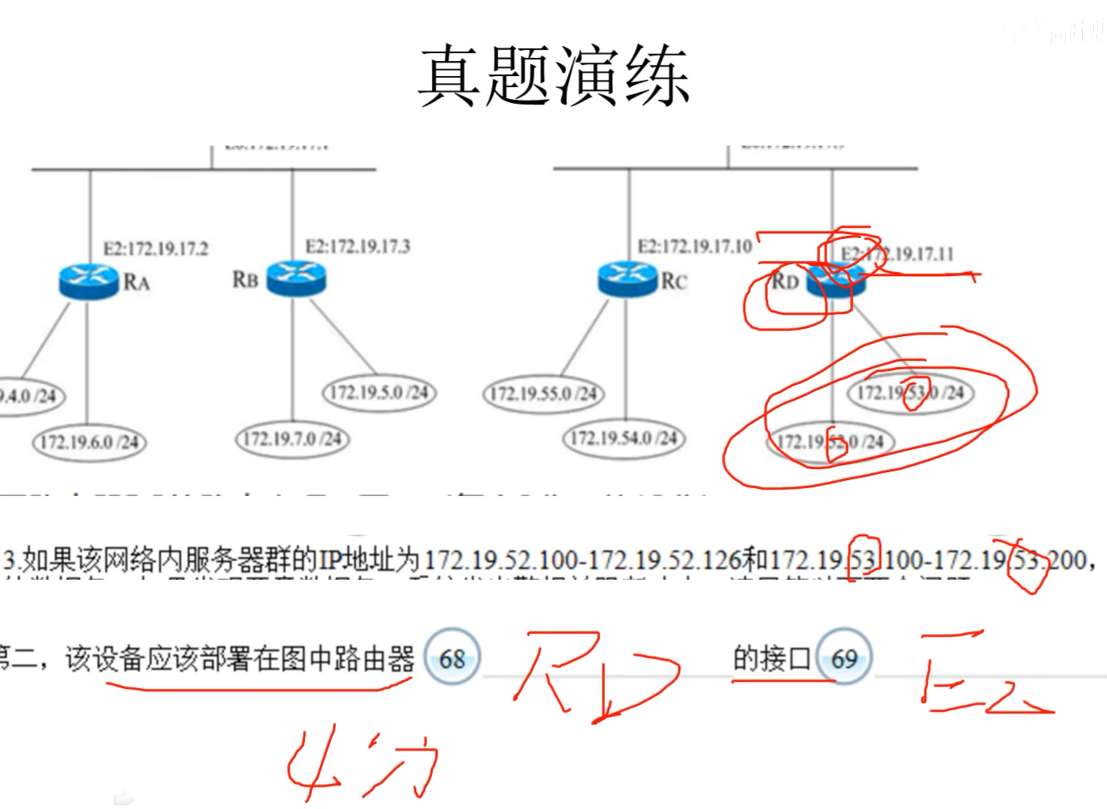 真题演练
E2:172.19.17.2
E2:172.19.17.3
E2:172.19.17.10
E2:172.19.17.11
RA
RB
RC
RD
9.4.0 /24
172.19.5.0 /24
172.19.55.0 /24
172.19.53.0 /24
172.19.6.0 /24
172.19.7.0 /24
172.19.54.0 /24
172.19.52.0 /24
3.如果该网络内服务器群的IP地址为172.19.52.100-172.19.52.126和172.19.53.100-172.19.53.200，
第二，该设备应该部署在图中路由器 68 RD 的接口 69 E2
4分